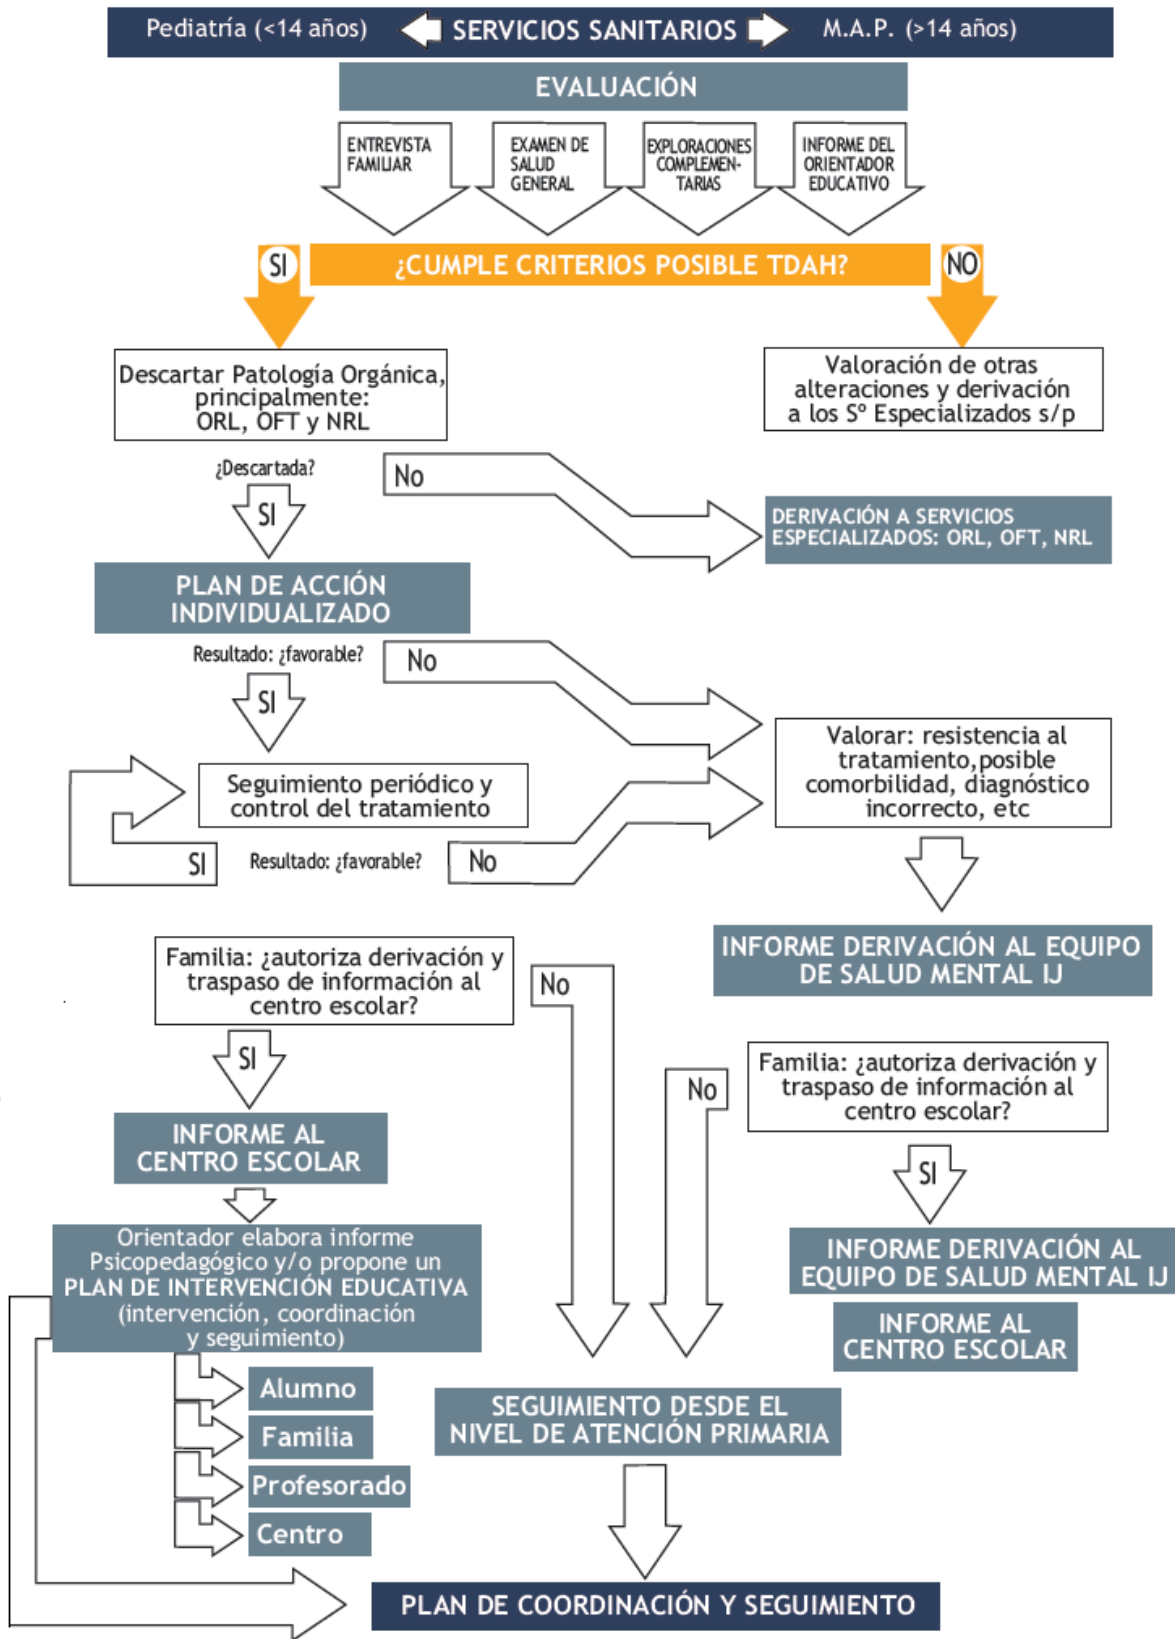 Pediatría (<14 años)
SERVICIOS SANITARIOS
M.A.P. (>14 años)
EVALUACIÓN
ENTREVISTA
FAMILIAR
EXAMEN DE
SALUD
GENERAL
EXPLORACIONES
COMPLEMEN-
TARIAS
INFORME DEL
ORIENTADOR
EDUCATIVO
SI
¿CUMPLE CRITERIOS POSIBLE TDAH?
NO
Descartar Patología Orgánica,
principalmente:
ORL, OFT y NRL
Valoración de otras
alteraciones y derivación
a los Sº Especializados s/p
¿Descartada?
No
SI
DERIVACIÓN A SERVICIOS
ESPECIALIZADOS: ORL, OFT, NRL
PLAN DE ACCIÓN
INDIVIDUALIZADO
Resultado: ¿favorable?
No
SI
Valorar: resistencia al
tratamiento,posible
comorbilidad, diagnóstico
incorrecto, etc
Seguimiento periódico y
control del tratamiento
SI
Resultado: ¿favorable?
No
INFORME DERIVACIÓN AL EQUIPO
DE SALUD MENTAL IJ
Familia: ¿autoriza derivación y
traspaso de información al
centro escolar?
No
SI
Familia: ¿autoriza derivación y
traspaso de información al
centro escolar?
No
SI
INFORME AL
CENTRO ESCOLAR
Orientador elabora informe
Psicopedagógico y/o propone un
PLAN DE INTERVENCIÓN EDUCATIVA
(intervención, coordinación
y seguimiento)
INFORME DERIVACIÓN AL
EQUIPO DE SALUD MENTAL IJ
INFORME AL
CENTRO ESCOLAR
Alumno
Familia
Profesorado
Centro
SEGUIMIENTO DESDE EL
NIVEL DE ATENCIÓN PRIMARIA
PLAN DE COORDINACIÓN Y SEGUIMIENTO